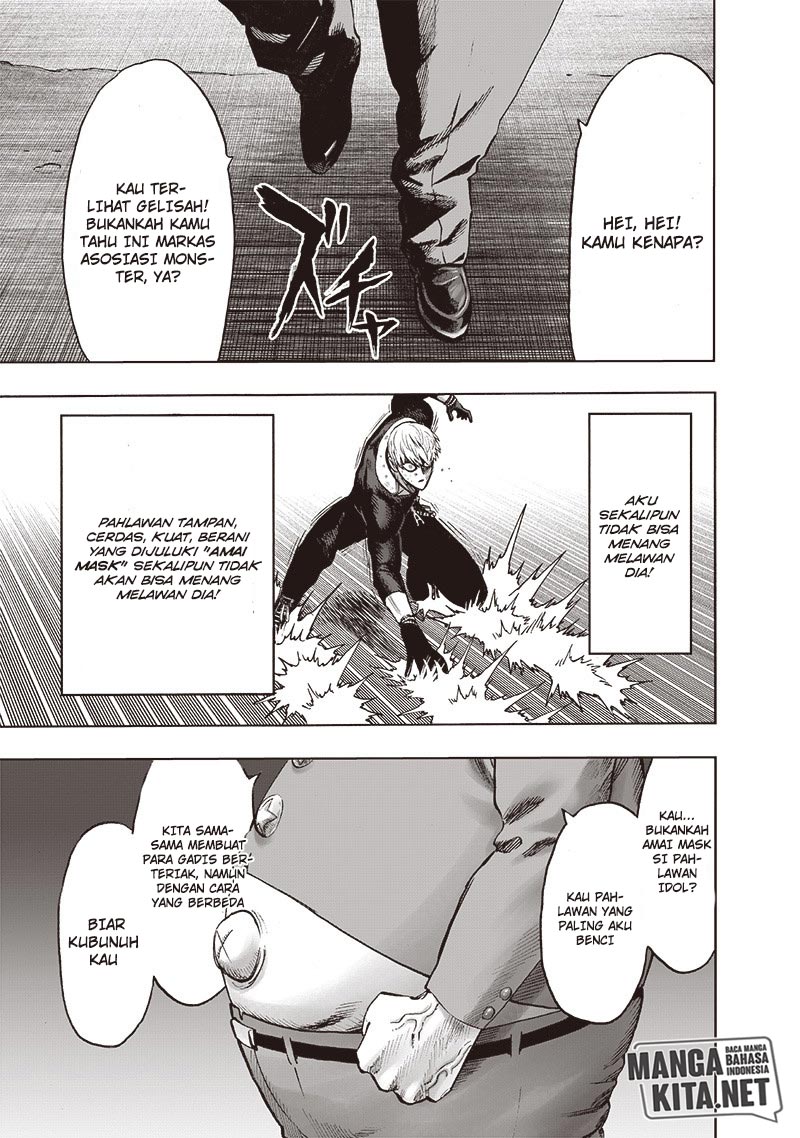 HEI, HEI!
KAMU KENAPA?
KAU TER-
LIHAT GELISAH!
BUKANKAH KAMU
TAHU INI MARKAS
ASOSIASI MONS-
TER, YA?
ズチャ
AKU
SEKALIPUN
TIDAK BISA
MENANG
MELAWAN
DIA!
PAHLAWAN TAMPAN,
CERDAS, KUAT, BERANI
YANG DIJULUKI "AMAI
MASK" SEKALIPUN TIDAK
AKAN BISA MENANG
MELAWAN DIA!
KAU...
BUKANKAH
AMAI MASK
SI PAH-
LAWAN
IDOL?
KAU PAH-
LAWAN YANG
PALING AKU
BENCI
KITA SAMA-
SAMA MEMBUAT
PARA GADIS BER-
TERIAK, NAMUN
DENGAN CARA
YANG BERBEDA
BIAR
KUBUNUH
KAU
MANGA
KITA.NET
BACA MANGA
BAHASA
INDONESIA